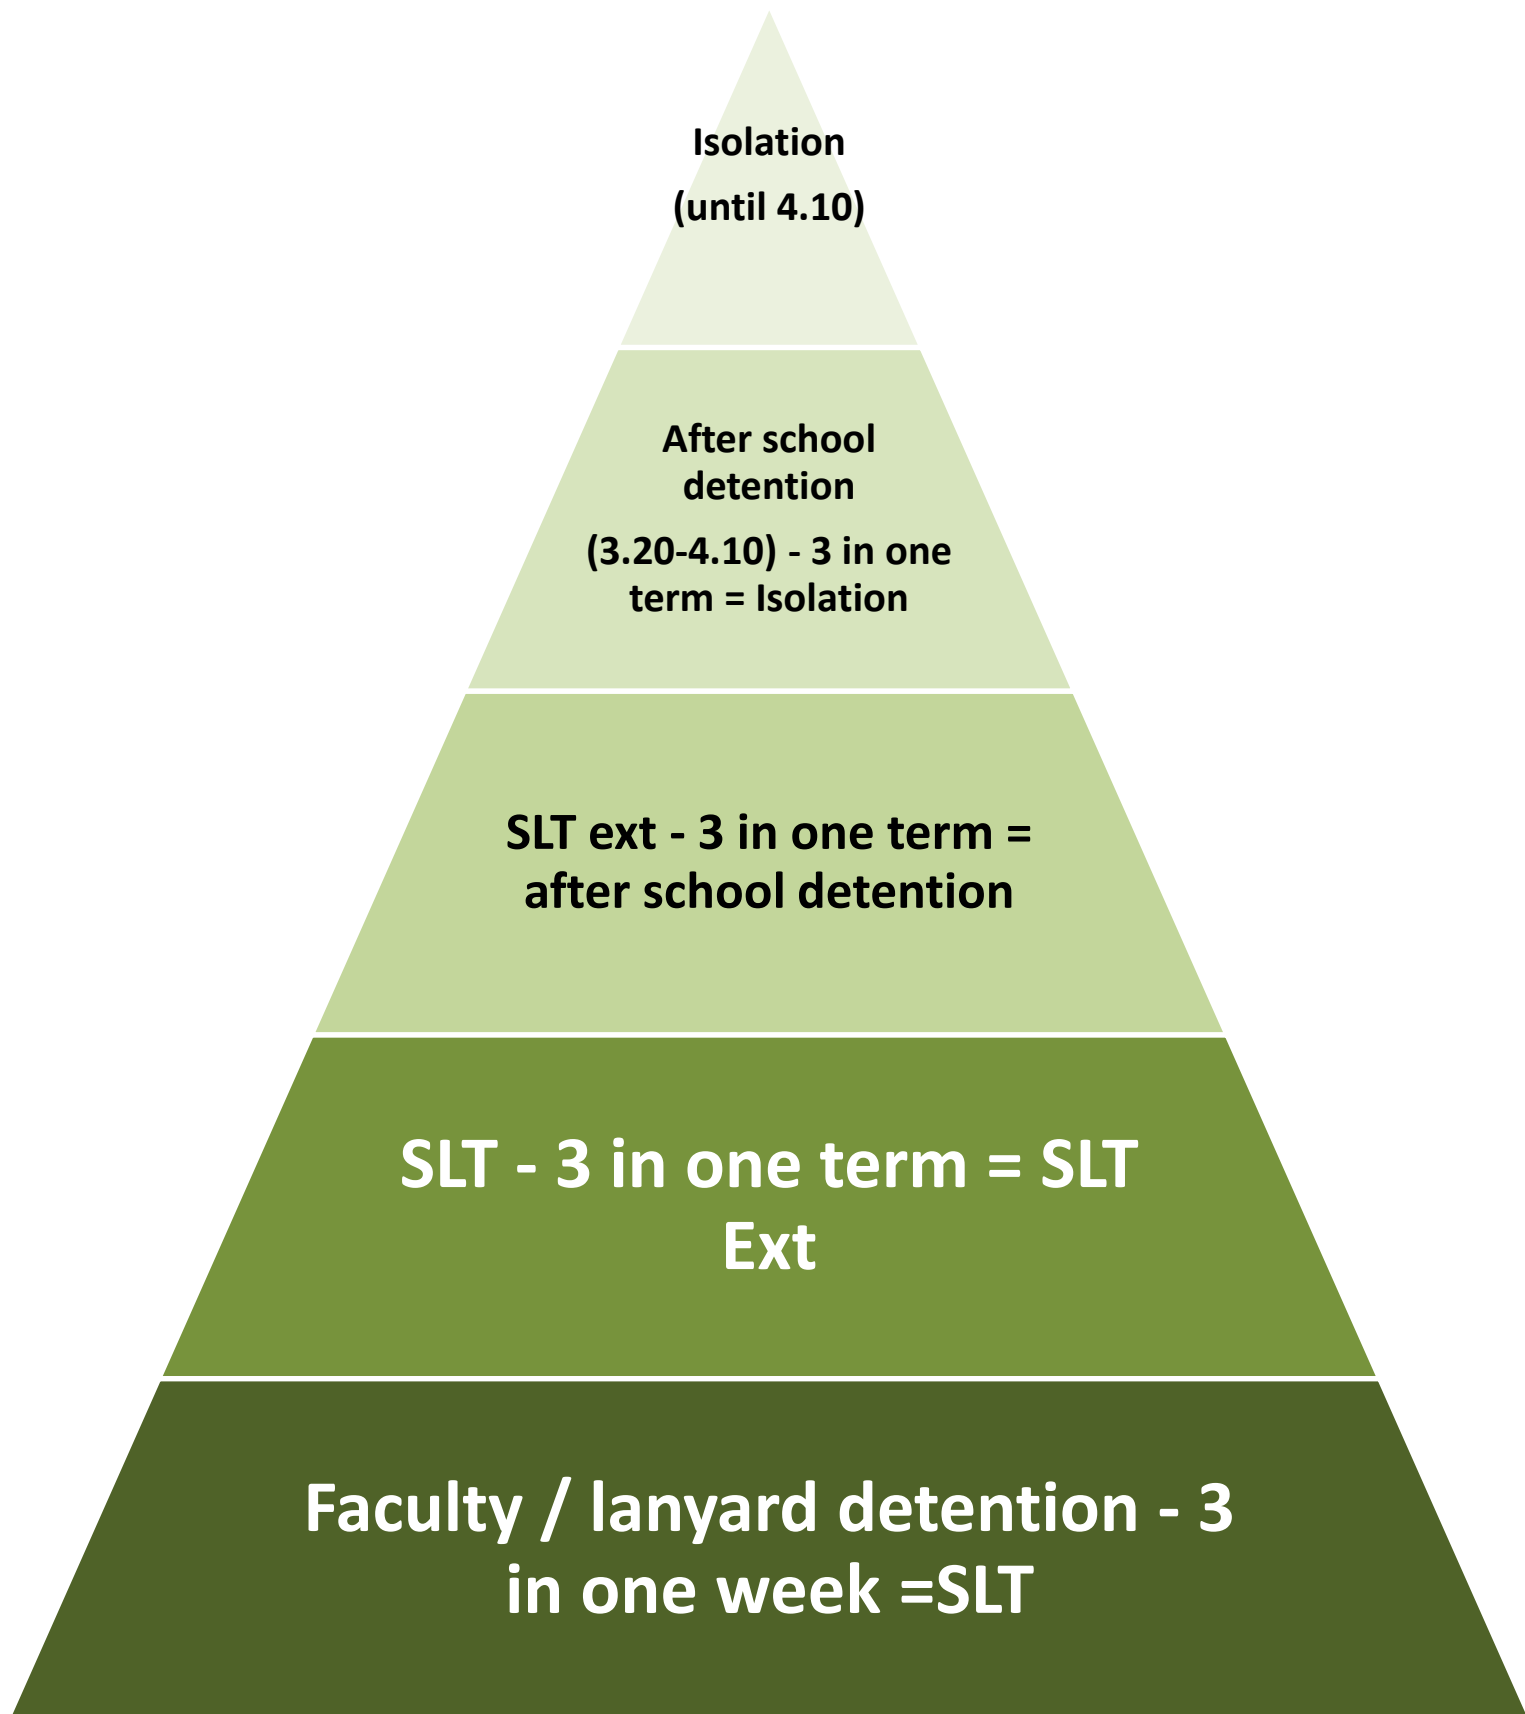 Isolation
(until 4.10)
After school
detention
(3.20-4.10) - 3 in one
term = Isolation
SLT ext - 3 in one term =
after school detention
SLT - 3 in one term = SLT
Ext
Faculty / lanyard detention - 3
in one week =SLT